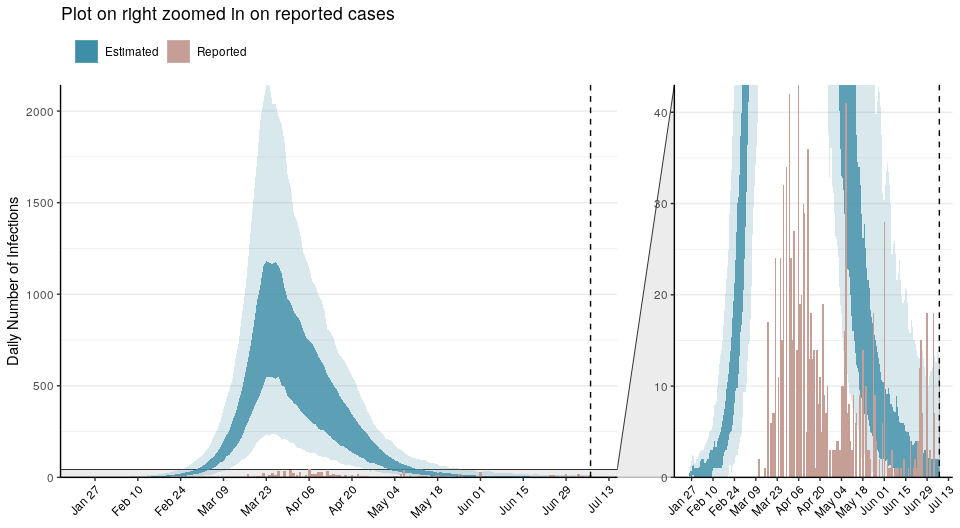 Plot on right zoomed in on reported cases
Estimated Reported
Daily Number of Infections
2000
1500
1000
500
0
Jan 27 Feb 10 Feb 24 Mar 09 Mar 23 Apr 06 Apr 20 May 04 May 18 Jun 01 Jun 15 Jun 29 Jul 13
40
30
20
10
0
Jan 27 Feb 10 Feb 24 Mar 09 Mar 23 Apr 06 Apr 20 May 04 May 18 Jun 01 Jun 15 Jun 29 Jul 13